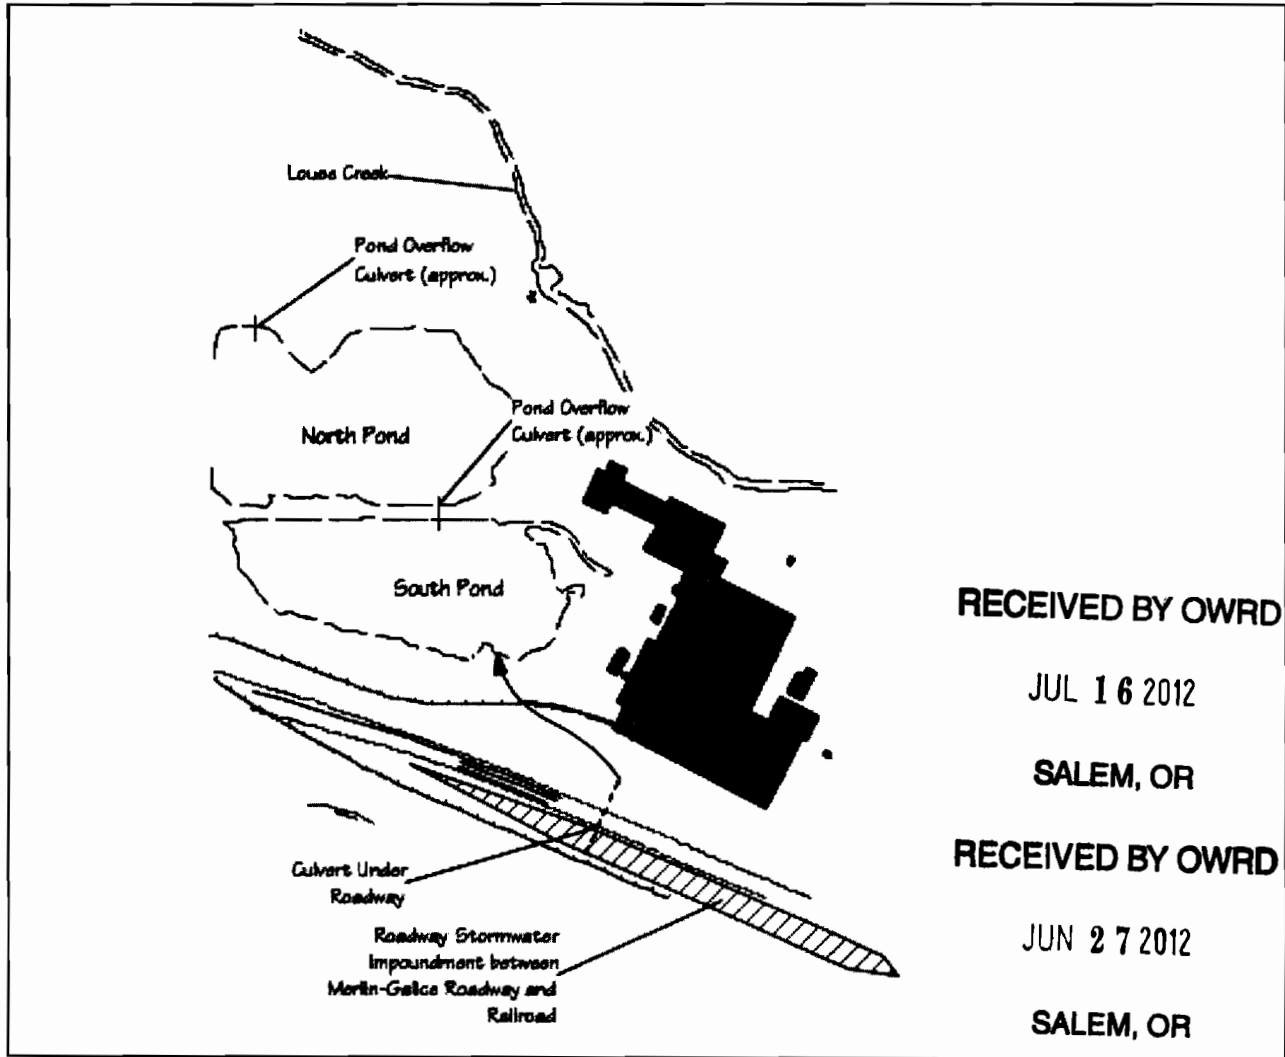 Louse Creek
Pond Overflow
Culvert (approx.)
Pond Overflow
Culvert (approx.)
North Pond
South Pond
Culvert Under
Roadway
Roadway Stormwater
Impoundment between
Merlin-Galice Roadway and
Railroad
RECEIVED BY OWRD
JUL 16 2012
SALEM, OR
RECEIVED BY OWRD
JUN 27 2012
SALEM, OR